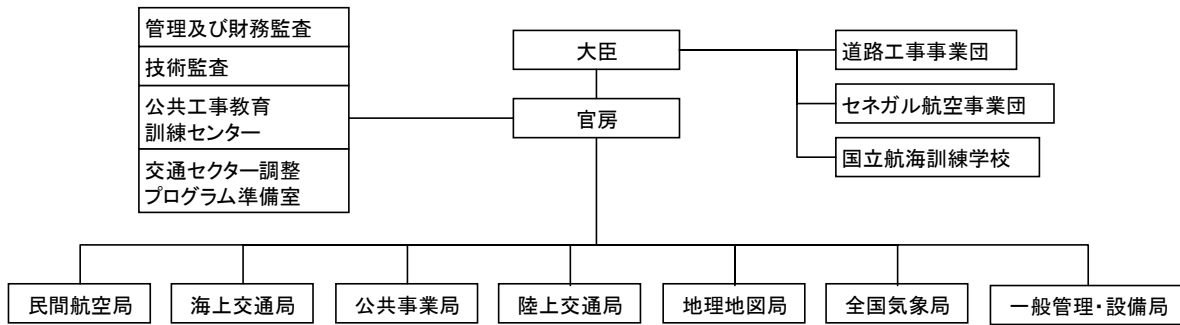 管理及び財務監査
技術監査
公共工事教育
訓練センター
交通セクター調整
プログラム準備室
大臣
官房
道路工事事業団
セネガル航空事業団
国立航海訓練学校
民間航空局
海上交通局
公共事業局
陸上交通局
地理地図局
全国気象局
一般管理・設備局